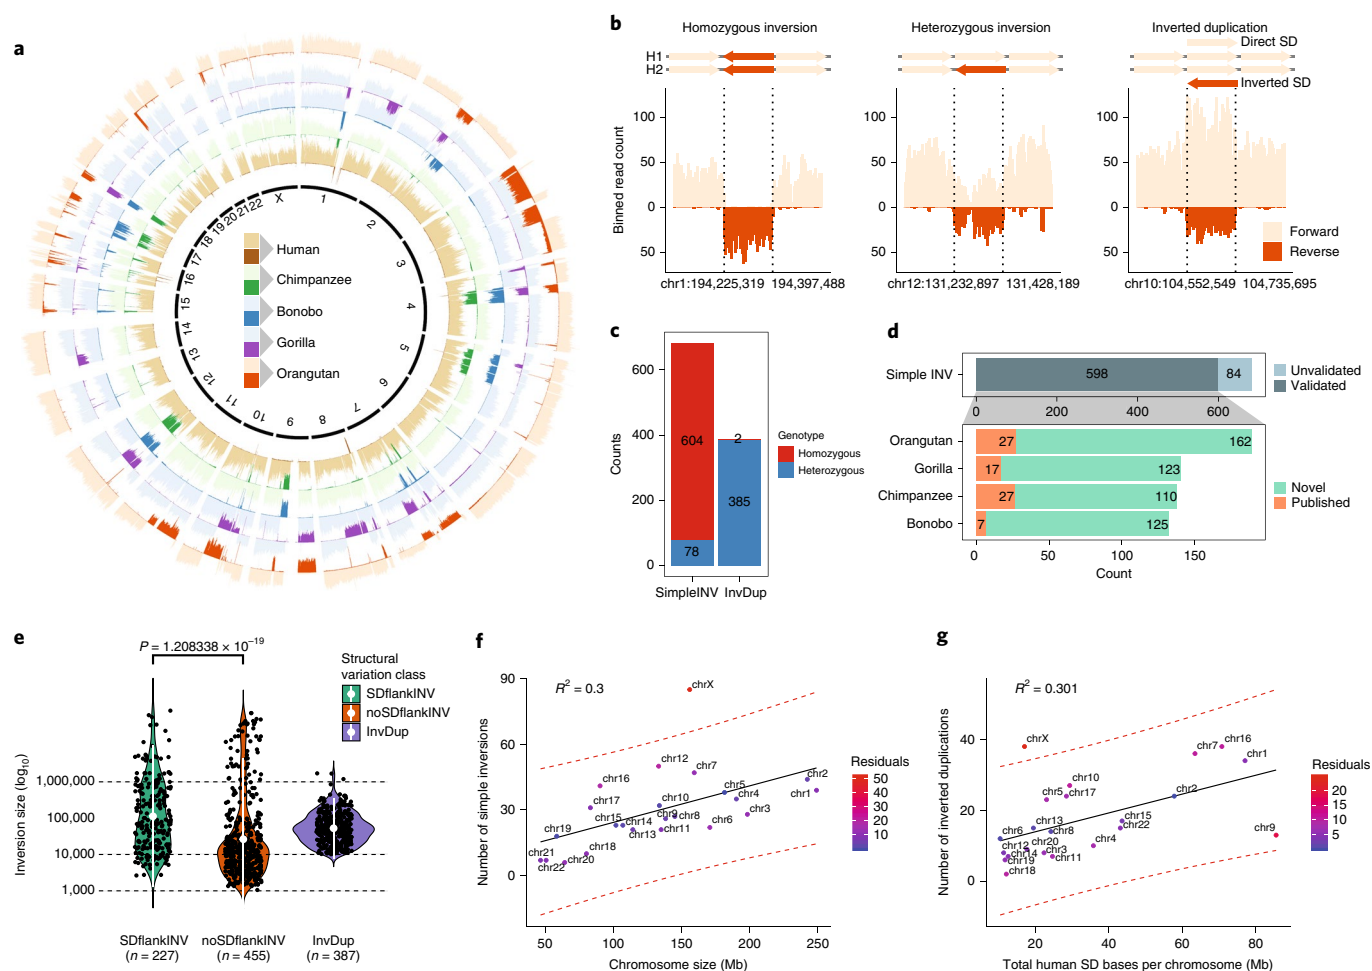 a
X
1
2
3
4
5
6
7
8
9
10
11
12
13
14
15
16
17
18
19
20
21
22
Human
Chimpanzee
Bonobo
Gorilla
Orangutan
b
Homozygous inversion
Heterozygous inversion
Inverted duplication
Direct SD
H1
H2
Inverted SD
Binned read count
100
50
0
50
100
50
0
50
100
50
0
50
Forward
Reverse
chr1:194,225,319 194,397,488
chr12:131,232,897 131,428,189
chr10:104,552,549 104,735,695
c
Counts
600
400
200
0
604
78
2
385
SimpleINV InvDup
Genotype
Homozygous
Heterozygous
d
Simple INV
598
84
Unvalidated
Validated
0 200 400 600
Orangutan 27 162
Gorilla 17 123
Chimpanzee 27 110
Bonobo 7 125
Novel
Published
0 50 100 150
Count
e
P = 1.208338 × 10−19
Structural
variation class
SDflankINV
noSDflankINV
InvDup
Inversion size (log10)
1,000,000
100,000
10,000
1,000
SDflankINV
(n = 227)
noSDflankINV
(n = 455)
InvDup
(n = 387)
f
R2 = 0.3
Number of simple inversions
90
60
30
0
chrX
chr12
chr7
chr16
chr5
chr2
chr17
chr10
chr4
chr1
chr15
chr9
chr8
chr3
chr14
chr19
chr13
chr11
chr6
chr18
chr21
chr20
chr22
50 100 150 200 250
Chromosome size (Mb)
Residuals
50
40
30
20
10
g
R2 = 0.301
Number of inverted duplications
40
20
0
chrX
chr16
chr7
chr1
chr10
chr5
chr17
chr2
chr13
chr15
chr6
chr8
chr22
chr9
chr12
chr20
chr4
chr14
chr3
chr19
chr11
chr18
20 40 60 80
Total human SD bases per chromosome (Mb)
Residuals
20
15
10
5